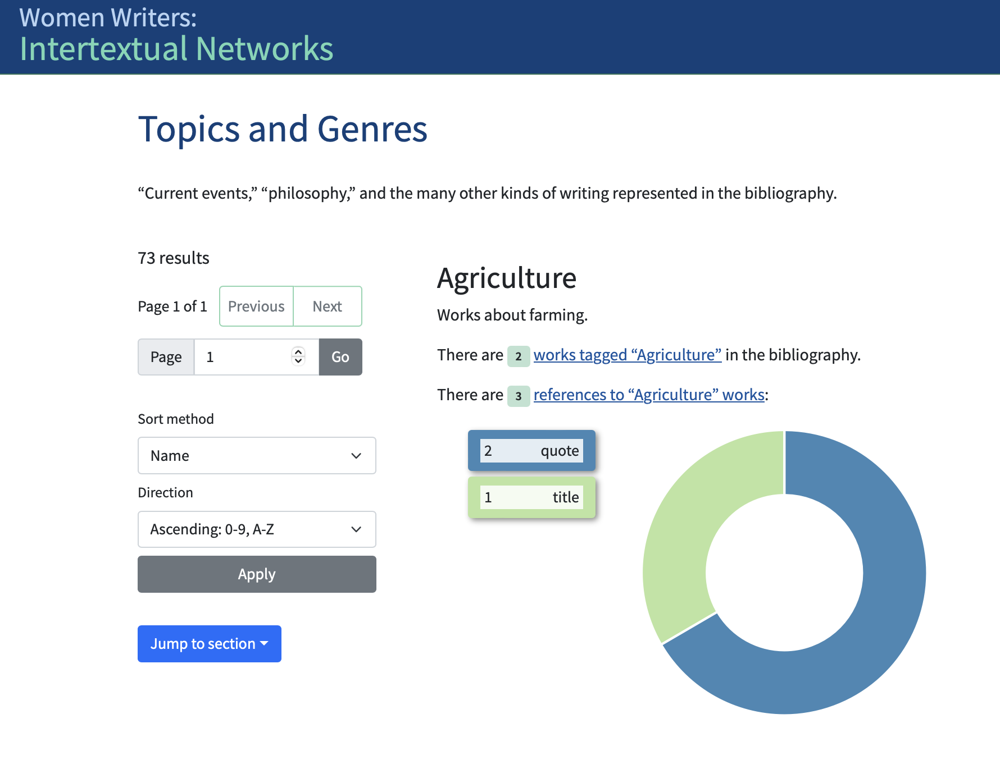 Women Writers:
Intertextual Networks
Topics and Genres
“Current events,” “philosophy,” and the many other kinds of writing represented in the bibliography.
73 results
Page 1 of 1 Previous Next
Page 1 Go
Sort method
Name
Direction
Ascending: 0-9, A-Z
Apply
Jump to section
Agriculture
Works about farming.
There are 2 works tagged “Agriculture” in the bibliography.
There are 3 references to “Agriculture” works:
2 quote
1 title